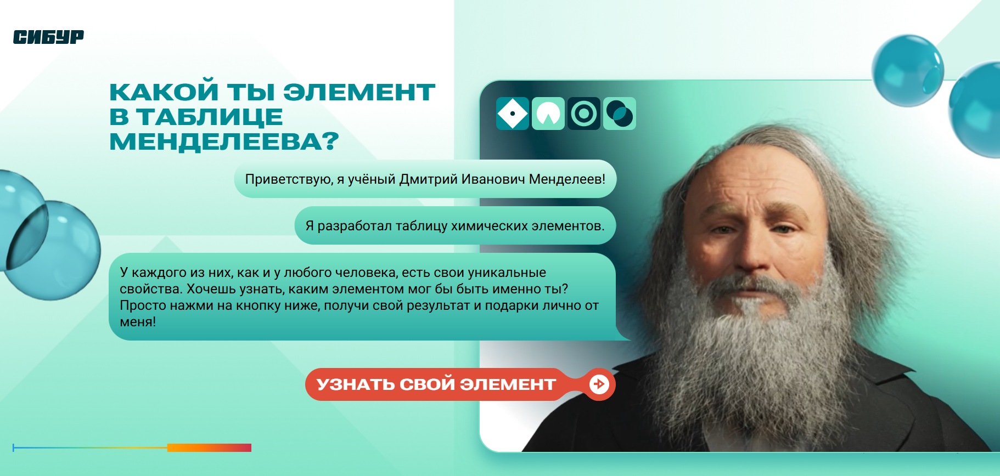 СИБУР
КАКОЙ ТЫ ЭЛЕМЕНТ
В ТАБЛИЦЕ
МЕНДЕЛЕЕВА?
Приветствую, я учёный Дмитрий Иванович Менделеев!
Я разработал таблицу химических элементов.
У каждого из них, как и у любого человека, есть свои уникальные
свойства. Хочешь узнать, каким элементом мог бы быть именно ты?
Просто нажми на кнопку ниже, получи свой результат и подарки лично от
меня!
УЗНАТЬ СВОЙ ЭЛЕМЕНТ